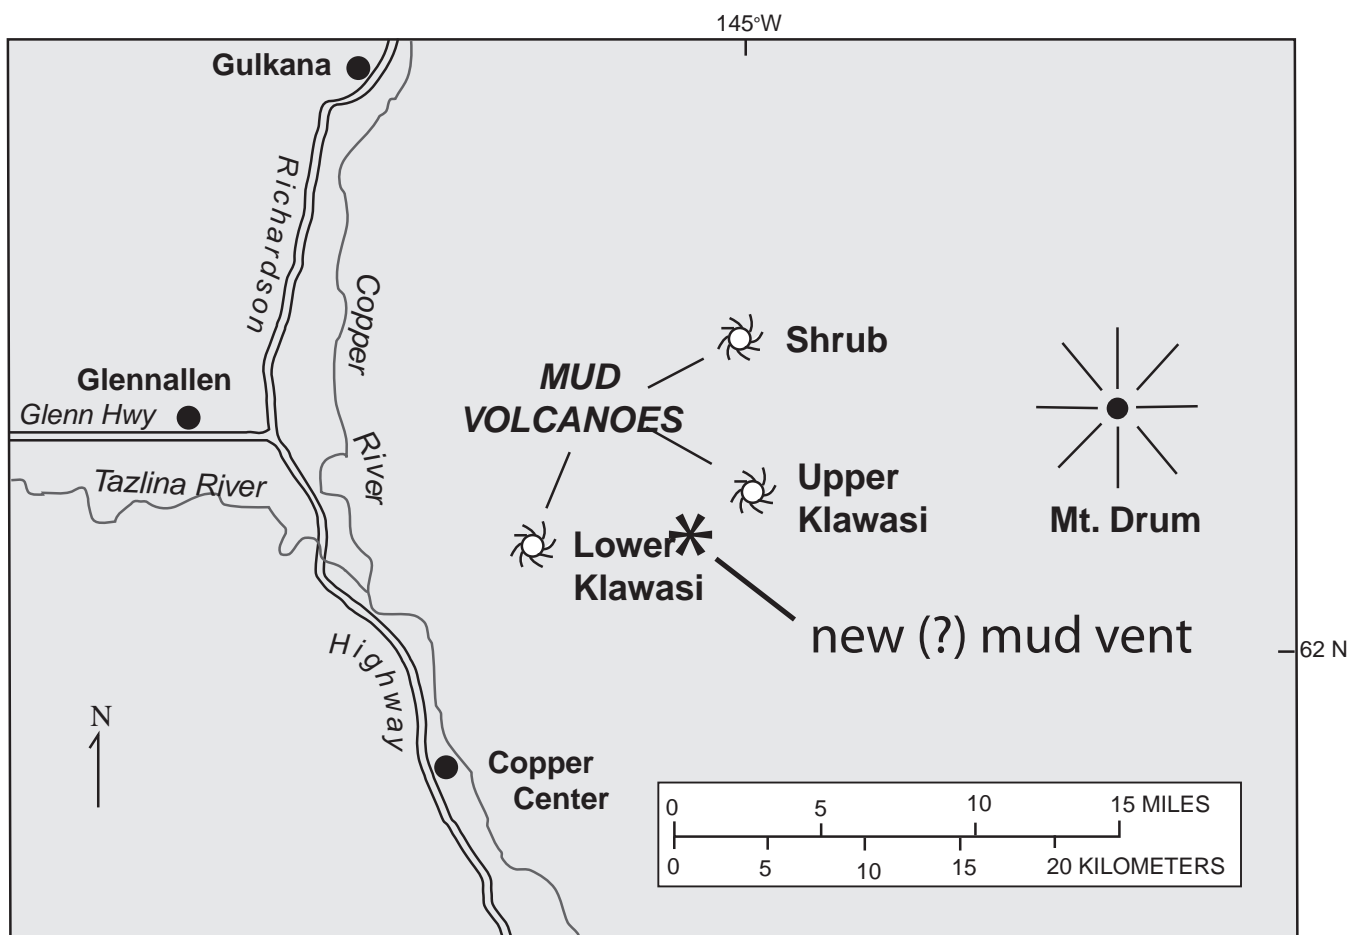 145°W
Gulkana
Richardson
Copper
River
Shrub
MUD
VOLCANOES
Glennallen
Glenn Hwy
Tazlina River
Upper
Klawasi
Mt. Drum
Lower
Klawasi
new (?) mud vent
62 N
Highway
N
Copper
Center
0 5 10 15 MILES
0 5 10 15 20 KILOMETERS